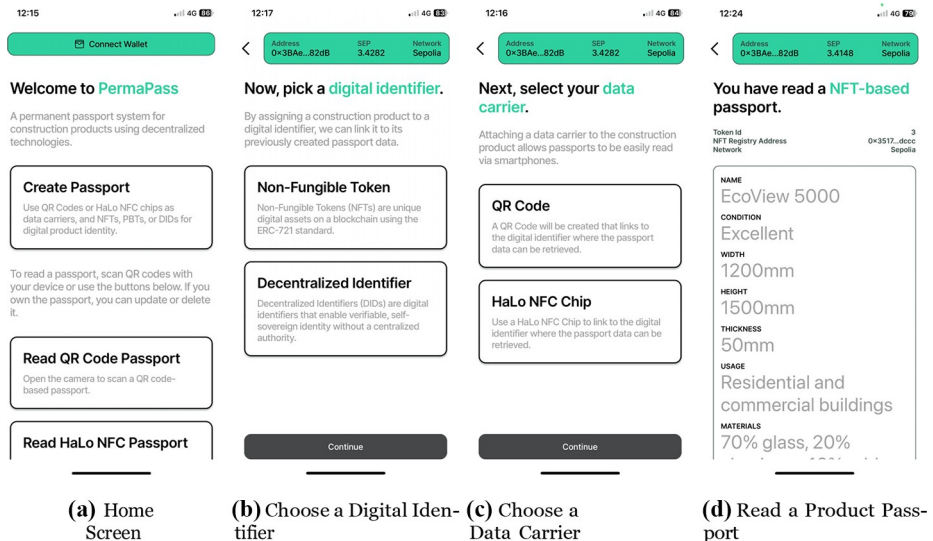 12:15
4G 86
Connect Wallet
Welcome to PermaPass
A permanent passport system for
construction products using decentralized
technologies.
Create Passport
Use QR Codes or HaLo NFC chips as
data carriers, and NFTs, PBTs, or DIDs for
digital product identity.
To read a passport, scan QR codes with
your device or use the buttons below. If you
own the passport, you can update or delete
it.
Read QR Code Passport
Open the camera to scan a QR code-
based passport.
Read HaLo NFC Passport
(a) Home
Screen
12:17
4G 83
Address SEP Network
0x3BAe...82dB 3.4282 Sepolia
Now, pick a digital identifier.
By assigning a construction product to a
digital identifier, we can link it to its
previously created passport data.
Non-Fungible Token
Non-Fungible Tokens (NFTs) are unique
digital assets on a blockchain using the
ERC-721 standard.
Decentralized Identifier
Decentralized Identifiers (DIDs) are digital
identifiers that enable verifiable, self-
sovereign identity without a centralized
authority.
Continue
(b) Choose a Digital Iden-
tifier
12:16
4G 84
Address SEP Network
0x3BAe...82dB 3.4282 Sepolia
Next, select your data
carrier.
Attaching a data carrier to the construction
product allows passports to be easily read
via smartphones.
QR Code
A QR Code will be created that links to
the digital identifier where the passport
data can be retrieved.
HaLo NFC Chip
Use a HaLo NFC Chip to link to the digital
identifier where the passport data can be
retrieved.
Continue
(c) Choose a
Data Carrier
12:24
4G 79
Address SEP Network
0x3BAe...82dB 3.4148 Sepolia
You have read a NFT-based
passport.
Token Id 3
NFT Registry Address 0x3517...dccc
Network Sepolia
NAME
EcoView 5000
CONDITION
Excellent
WIDTH
1200mm
HEIGHT
1500mm
THICKNESS
50mm
USAGE
Residential and
commercial buildings
MATERIALS
70% glass, 20%
(d) Read a Product Pass-
port